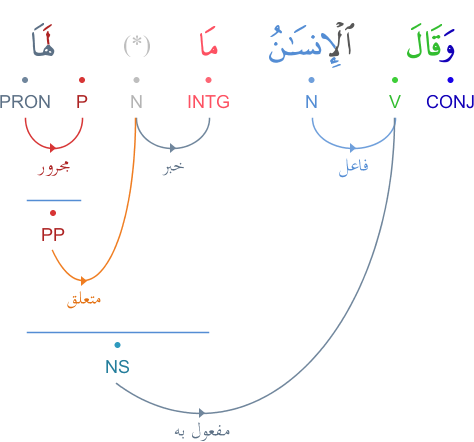 وَقَالَ ٱلْإِنسَـٰنُ مَا (*) لَهَا
CONJ V N INTG N P PRON
فاعل خبر مجرور
PP
متعلق
NS
مفعول به